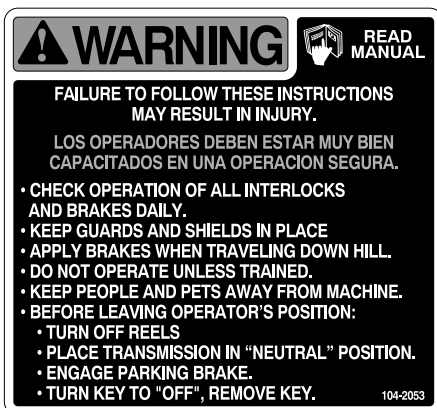 WARNING
READ
MANUAL
FAILURE TO FOLLOW THESE INSTRUCTIONS
MAY RESULT IN INJURY.
LOS OPERADORES DEBEN ESTAR MUY BIEN
CAPACITADOS EN UNA OPERACION SEGURA.
• CHECK OPERATION OF ALL INTERLOCKS
AND BRAKES DAILY.
• KEEP GUARDS AND SHIELDS IN PLACE
• APPLY BRAKES WHEN TRAVELING DOWN HILL.
• DO NOT OPERATE UNLESS TRAINED.
• KEEP PEOPLE AND PETS AWAY FROM MACHINE.
• BEFORE LEAVING OPERATOR'S POSITION:
• TURN OFF REELS
• PLACE TRANSMISSION IN “NEUTRAL” POSITION.
• ENGAGE PARKING BRAKE.
• TURN KEY TO "OFF", REMOVE KEY.
104-2053